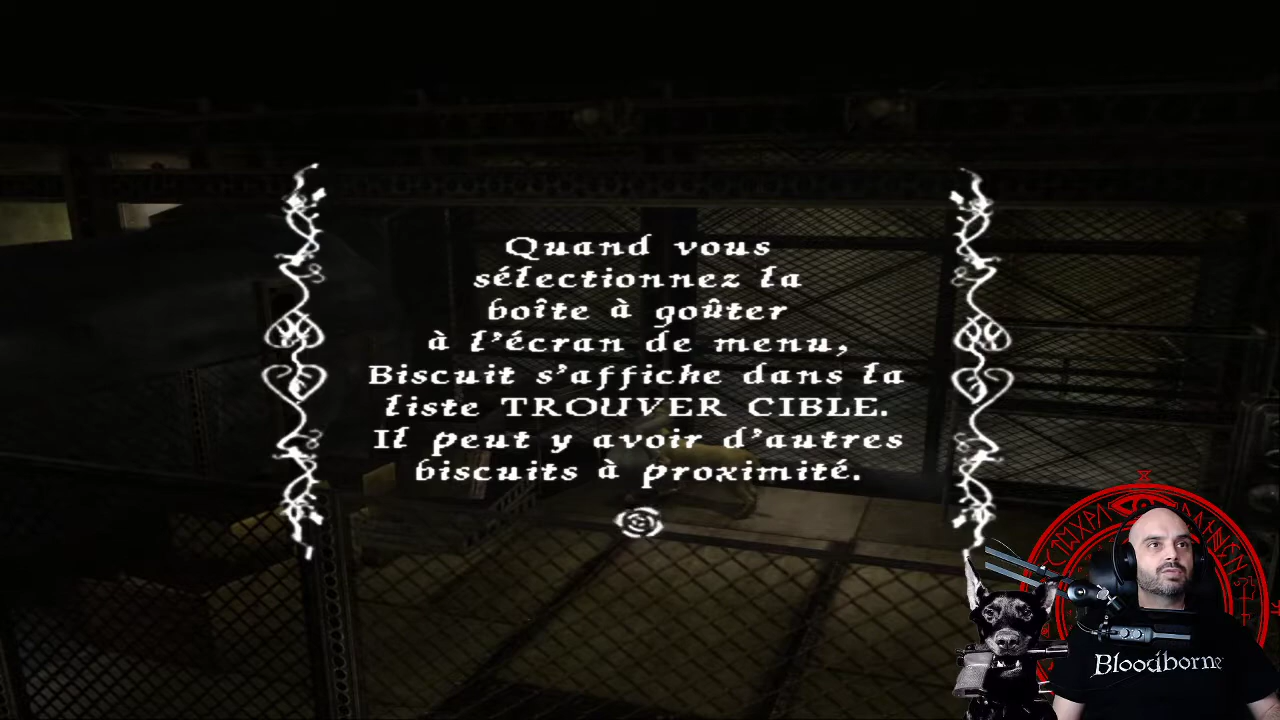 Quand vous
sélectionnez la
boîte à goûter
à l'écran de menu,
Biscuit s'affiche dans la
liste TROUVER CIBLE.
Il peut y avoir d'autres
biscuits à proximité.
Bloodborne